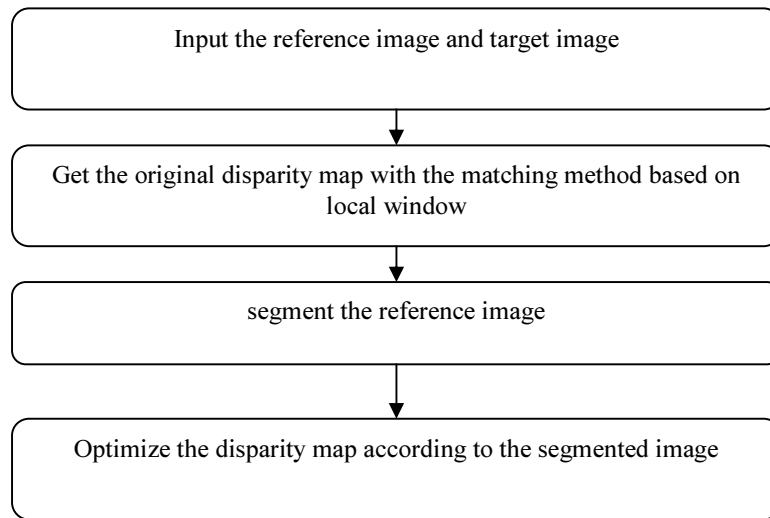 Input the reference image and target image
Get the original disparity map with the matching method based on
local window
segment the reference image
Optimize the disparity map according to the segmented image